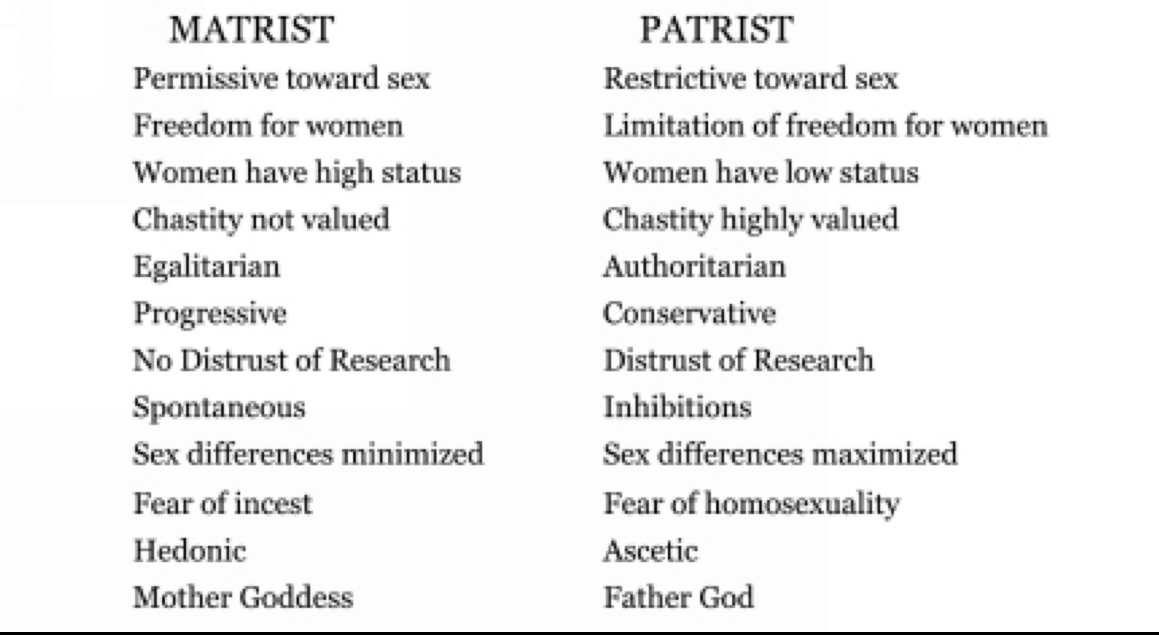 MATRIST PATRIST
Permissive toward sex Restrictive toward sex
Freedom for women Limitation of freedom for women
Women have high status Women have low status
Chastity not valued Chastity highly valued
Egalitarian Authoritarian
Progressive Conservative
No Distrust of Research Distrust of Research
Spontaneous Inhibitions
Sex differences minimized Sex differences maximized
Fear of incest Fear of homosexuality
Hedonic Ascetic
Mother Goddess Father God